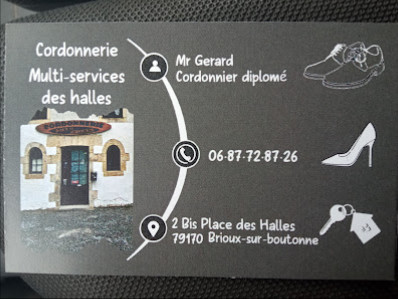 Cordonnerie
Multi-services
des halles
Mr Gerard
Cordonnier diplomé
06-87-72-87-26
2 Bis Place des Halles
79170 Brioux-sur-boutonne